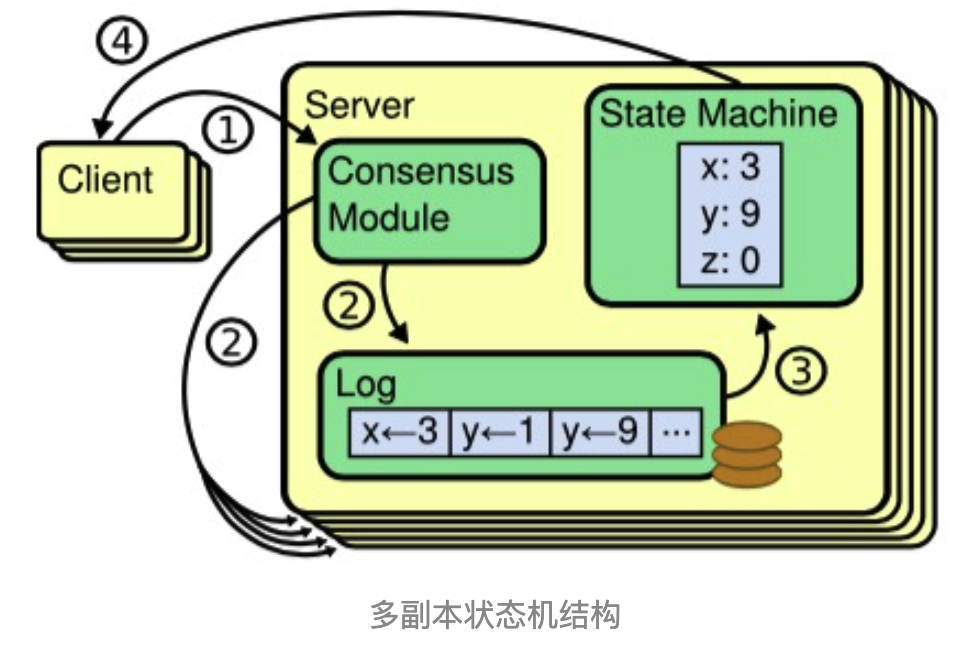 ④
①
Server
State Machine
x: 3
y: 9
z: 0
Client
Consensus
Module
②
②
③
Log
x←3 y←1 y←9 ...
多副本状态机结构